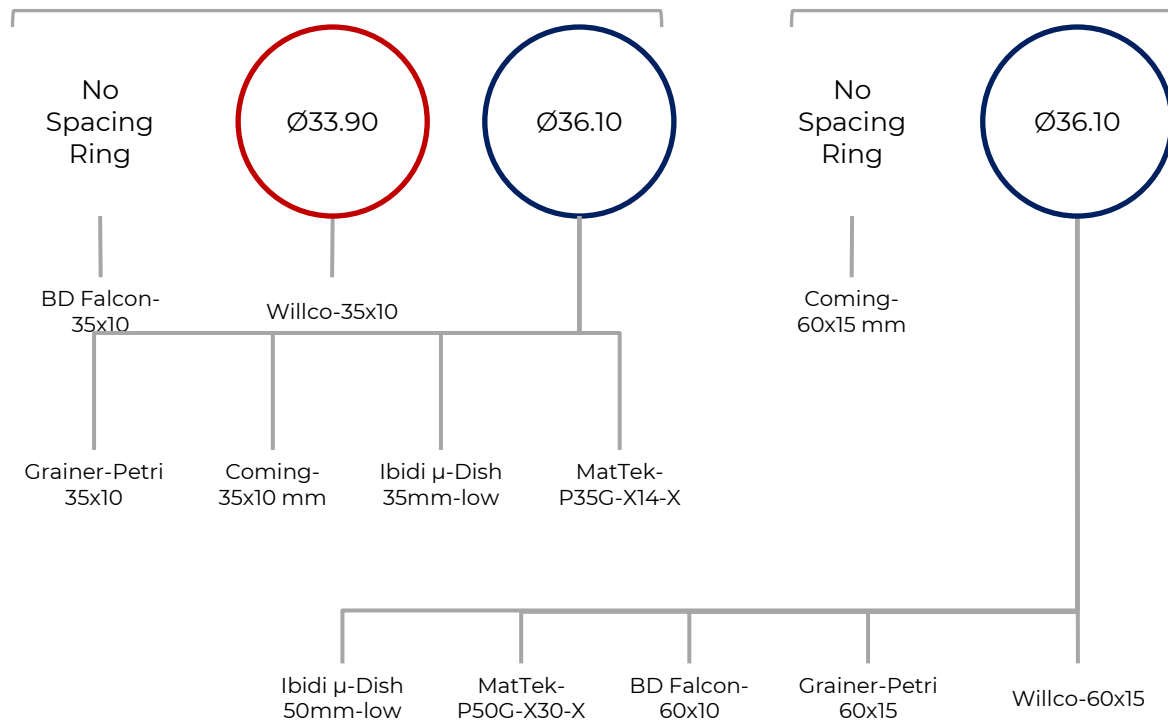 No
Spacing
Ring
Ø33.90
Ø36.10
No
Spacing
Ring
Ø36.10
BD Falcon-
35x10
Willco-35x10
Coming-
60x15 mm
Grainer-Petri
35x10
Coming-
35x10 mm
Ibidi µ-Dish
35mm-low
MatTek-
P35G-X14-X
Ibidi µ-Dish
50mm-low
MatTek-
P50G-X30-X
BD Falcon-
60x10
Grainer-Petri
60x15
Willco-60x15